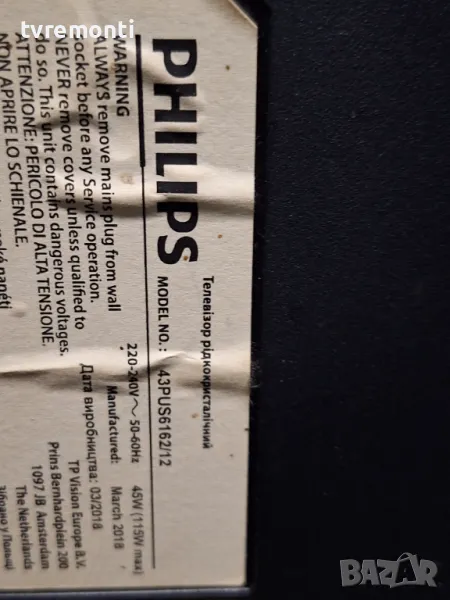 tvremonti
PHILIPS
Телевізор рідкокристалічний
MODEL NO.: 43PUS6162/12
WARNING
ALWAYS remove mains plug from wall
socket before any Service operation.
NEVER remove covers unless qualified to
do so. This unit contains dangerous voltages.
ATTENZIONE: PERICOLO DI ALTA TENSIONE.
NON APRIRE LO SCHIENALE.
220-240V~ 50-60Hz 45W (115W max)
Manufactured: March 2018
Дата виробництва: 03/2018
TP Vision Europe B.V.
Prins Bernhardplein 200
1097 JB Amsterdam
The Netherlands
BAZAR